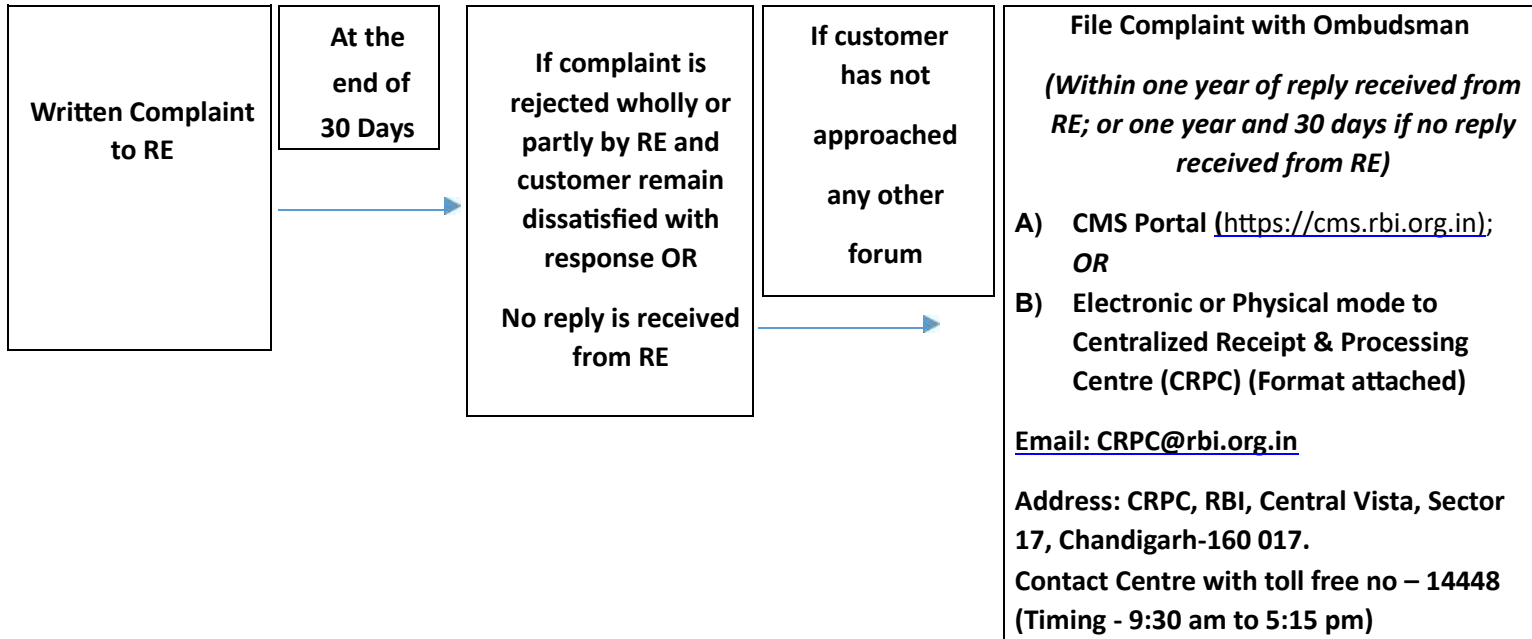 Written Complaint
to RE
At the
end of
30 Days
If complaint is
rejected wholly or
partly by RE and
customer remain
dissatisfied with
response OR
No reply is received
from RE
If customer
has not
approached
any other
forum
File Complaint with Ombudsman
(Within one year of reply received from
RE; or one year and 30 days if no reply
received from RE)
A) CMS Portal (https://cms.rbi.org.in);
OR
B) Electronic or Physical mode to
Centralized Receipt & Processing
Centre (CRPC) (Format attached)
Email: CRPC@rbi.org.in
Address: CRPC, RBI, Central Vista, Sector
17, Chandigarh-160 017.
Contact Centre with toll free no – 14448
(Timing - 9:30 am to 5:15 pm)